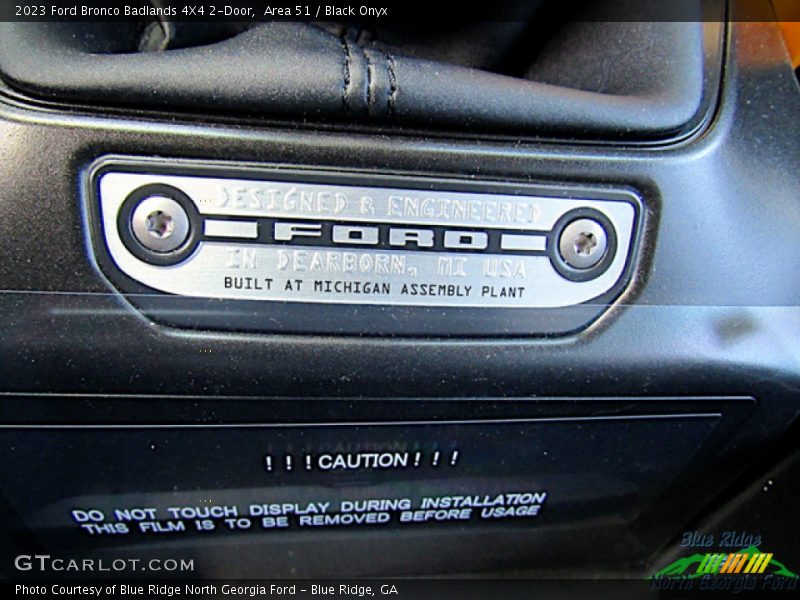 2023 Ford Bronco Badlands 4X4 2-Door,  Area 51 / Black Onyx
DESIGNED & ENGINEERED
FORD
IN DEARBORN, MI USA
BUILT AT MICHIGAN ASSEMBLY PLANT
! ! ! CAUTION ! ! !
DO NOT TOUCH DISPLAY DURING INSTALLATION
THIS FILM IS TO BE REMOVED BEFORE USAGE
Blue Ridge
North Georgia Ford
GTCARLOT.COM
Photo Courtesy of Blue Ridge North Georgia Ford - Blue Ridge, GA